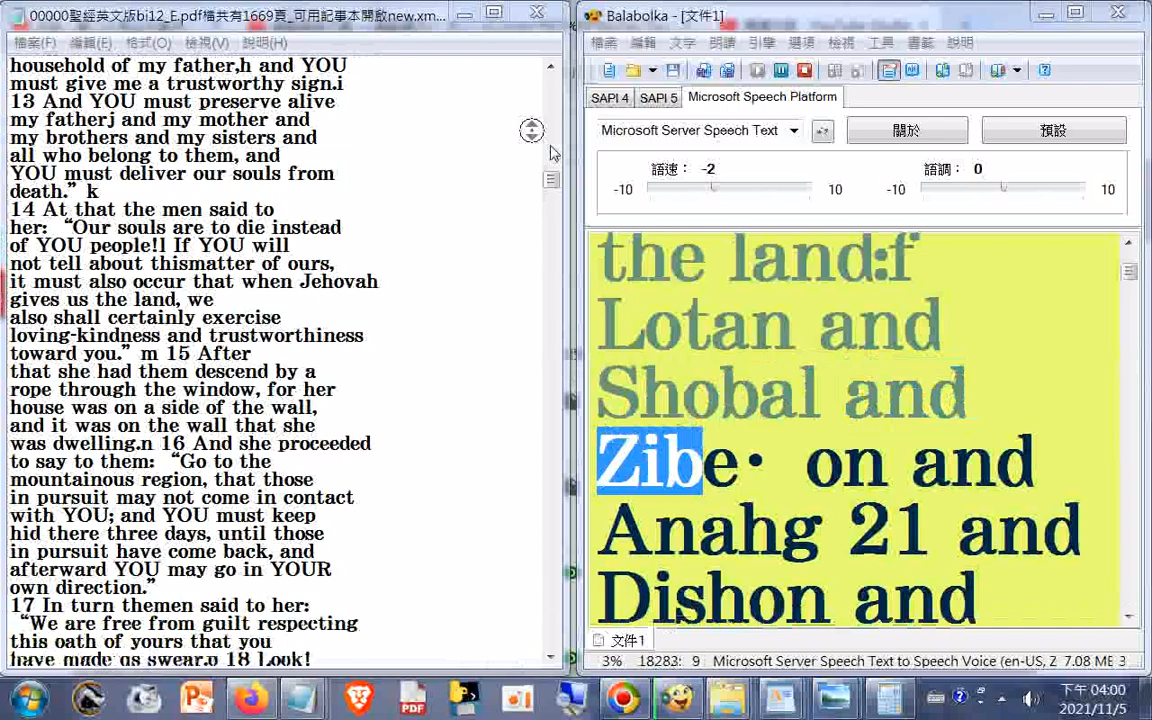 00000聖經英文版bi12_E.pdf檔共有1669頁_可用記事本開啟new.xm...
檔案(F) 編輯(E) 格式(O) 檢視(V) 說明(H)
household of my father,h and YOU
must give me a trustworthy sign.i
13 And YOU must preserve alive
my fatherj and my mother and
my brothers and my sisters and
all who belong to them, and
YOU must deliver our souls from
death.” k
14 At that the men said to
her: “Our souls are to die instead
of YOU people!l If YOU will
not tell about thismatter of ours,
it must also occur that when Jehovah
gives us the land, we
also shall certainly exercise
loving-kindness and trustworthiness
toward you.” m 15 After
that she had them descend by a
rope through the window, for her
house was on a side of the wall,
and it was on the wall that she
was dwelling.n 16 And she proceeded
to say to them: “Go to the
mountainous region, that those
in pursuit may not come in contact
with YOU; and YOU must keep
hid there three days, until those
in pursuit have come back, and
afterward YOU may go in YOUR
own direction.”
17 In turn themen said to her:
“We are free from guilt respecting
this oath of yours that you
have made us swear.o 18 Look!
Balabolka - [文件1]
檔案 編輯 文字 朗讀 引擎 選項 檢視 工具 書籤 說明
SAPI 4 SAPI 5 Microsoft Speech Platform
Microsoft Server Speech Text 關於 預設
語速： -2 語調： 0
-10 10 -10 10
the land:f
Lotan and
Shobal and
Zibe· on and
Anahg 21 and
Dishon and
文件1
3% 18283: 9 Microsoft Server Speech Text to Speech Voice (en-US, Z 7.08 ME 3
下午 04:00
2021/11/5